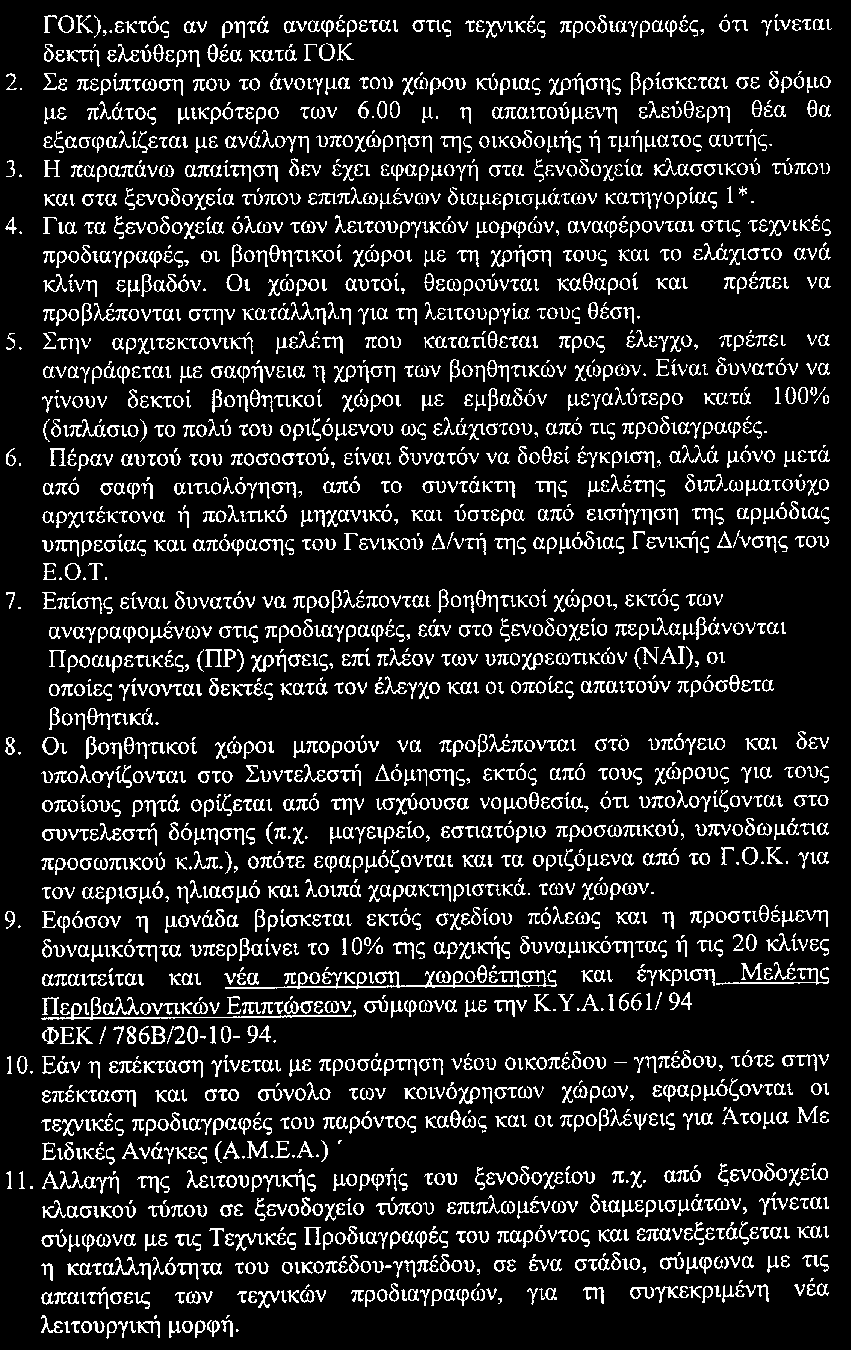 ΓΟΚ),.εκτός αν ρητά αναφέρεται στις τεχνικές προδιαγραφές, ότι γίνεται
δεκτή ελεύθερη θέα κατά ΓΟΚ
2. Σε περίπτωση που το άνοιγμα του χώρου κύριας χρήσης βρίσκεται σε δρόμο
με πλάτος μικρότερο των 6.00 μ. η απαιτούμενη ελεύθερη θέα θα
εξασφαλίζεται με ανάλογη υποχώρηση της οικοδομής ή τμήματος αυτής.
3. Η παραπάνω απαίτηση δεν έχει εφαρμογή στα ξενοδοχεία κλασσικού τύπου
και στα ξενοδοχεία τύπου επιπλωμένων διαμερισμάτων κατηγορίας 1*.
4. Για τα ξενοδοχεία όλων των λειτουργικών μορφών, αναφέρονται στις τεχνικές
προδιαγραφές, οι βοηθητικοί χώροι με τη χρήση τους και το ελάχιστο ανά
κλίνη εμβαδόν. Οι χώροι αυτοί, θεωρούνται καθαροί και πρέπει να
προβλέπονται στην κατάλληλη για τη λειτουργία τους θέση.
5. Στην αρχιτεκτονική μελέτη που κατατίθεται προς έλεγχο, πρέπει να
αναγράφεται με σαφήνεια η χρήση των βοηθητικών χώρων. Είναι δυνατόν να
γίνουν δεκτοί βοηθητικοί χώροι με εμβαδόν μεγαλύτερο κατά 100%
(διπλάσιο) το πολύ του οριζόμενου ως ελάχιστου, από τις προδιαγραφές.
6. Πέραν αυτού του ποσοστού, είναι δυνατόν να δοθεί έγκριση, αλλά μόνο μετά
από σαφή αιτιολόγηση, από το συντάκτη της μελέτης διπλωματούχο
αρχιτέκτονα ή πολιτικό μηχανικό, και ύστερα από εισήγηση της αρμόδιας
υπηρεσίας και απόφασης του Γενικού Δ/ντή της αρμόδιας Γενικής Δ/νσης του
Ε.Ο.Τ.
7. Επίσης είναι δυνατόν να προβλέπονται βοηθητικοί χώροι, εκτός των
αναγραφομένων στις προδιαγραφές, εάν στο ξενοδοχείο περιλαμβάνονται
Προαιρετικές, (ΠΡ) χρήσεις, επί πλέον των υποχρεωτικών (ΝΑΙ), οι
οποίες γίνονται δεκτές κατά τον έλεγχο και οι οποίες απαιτούν πρόσθετα
βοηθητικά.
8. Οι βοηθητικοί χώροι μπορούν να προβλέπονται στο υπόγειο και δεν
υπολογίζονται στο Συντελεστή Δόμησης, εκτός από τους χώρους για τους
οποίους ρητά ορίζεται από την ισχύουσα νομοθεσία, ότι υπολογίζονται στο
συντελεστή δόμησης (π.χ. μαγειρείο, εστιατόριο προσωπικού, υπνοδωμάτια
προσωπικού κ.λπ.), οπότε εφαρμόζονται και τα οριζόμενα από το Γ.Ο.Κ. για
τον αερισμό, ηλιασμό και λοιπά χαρακτηριστικά. των χώρων.
9. Εφόσον η μονάδα βρίσκεται εκτός σχεδίου πόλεως και η προστιθέμενη
δυναμικότητα υπερβαίνει το 10% της αρχικής δυναμικότητας ή τις 20 κλίνες
απαιτείται και νέα προέγκριση χωροθέτησης και έγκριση Μελέτης
Περιβαλλοντικών Επιπτώσεων, σύμφωνα με την Κ.Υ.Α.1661/ 94
ΦΕΚ / 786Β/20-10- 94.
10. Εάν η επέκταση γίνεται με προσάρτηση νέου οικοπέδου – γηπέδου, τότε στην
επέκταση και στο σύνολο των κοινόχρηστων χώρων, εφαρμόζονται οι
τεχνικές προδιαγραφές του παρόντος καθώς και οι προβλέψεις για Άτομα Με
Ειδικές Ανάγκες (Α.Μ.Ε.Α.)
11. Αλλαγή της λειτουργικής μορφής του ξενοδοχείου π.χ. από ξενοδοχείο
κλασικού τύπου σε ξενοδοχείο τύπου επιπλωμένων διαμερισμάτων, γίνεται
σύμφωνα με τις Τεχνικές Προδιαγραφές του παρόντος και επανεξετάζεται και
η καταλληλότητα του οικοπέδου-γηπέδου, σε ένα στάδιο, σύμφωνα με τις
απαιτήσεις των τεχνικών προδιαγραφών, για τη συγκεκριμένη νέα
λειτουργική μορφή.